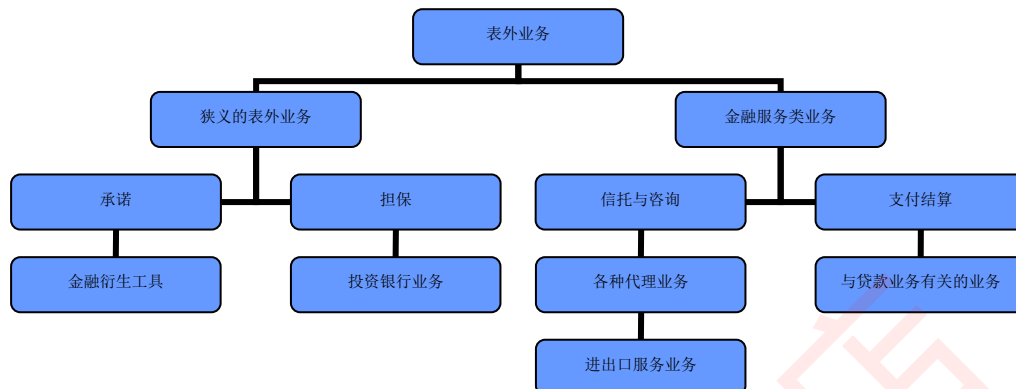 表外业务
狭义的表外业务
金融服务类业务
承诺
担保
信托与咨询
支付结算
金融衍生工具
投资银行业务
各种代理业务
与贷款业务有关的业务
进出口服务业务